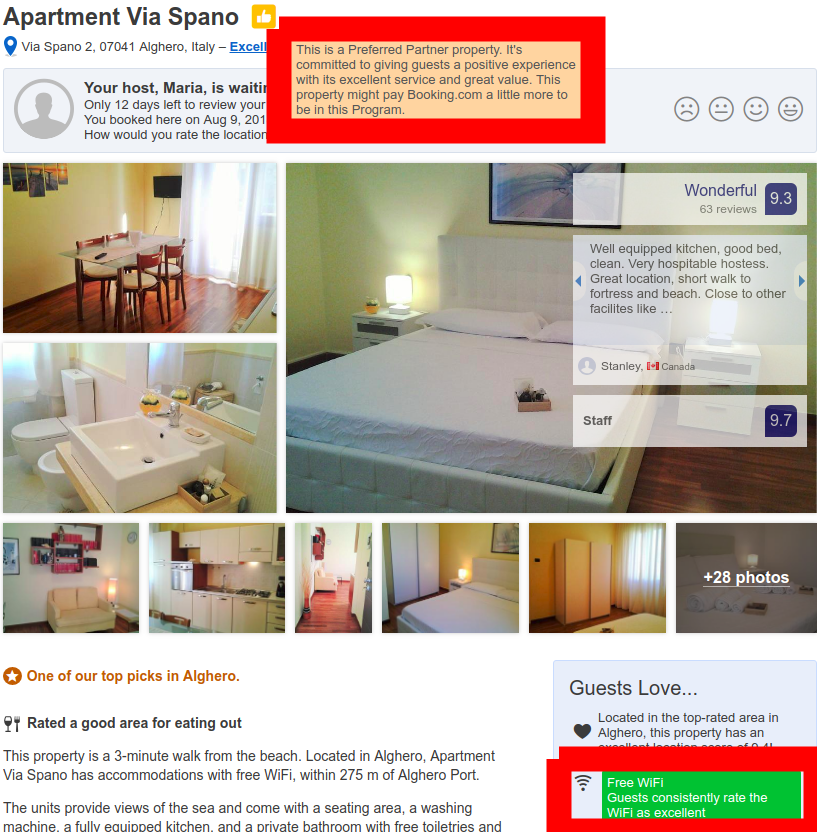 Apartment Via Spano
Via Spano 2, 07041 Alghero, Italy – Excell
This is a Preferred Partner property. It's
committed to giving guests a positive experience
with its excellent service and great value. This
property might pay Booking.com a little more to
be in this Program.
Your host, Maria, is waitin
Only 12 days left to review your
You booked here on Aug 9, 201
How would you rate the location
Wonderful 9.3
63 reviews
Well equipped kitchen, good bed,
clean. Very hospitable hostess.
Great location, short walk to
fortress and beach. Close to other
facilites like …
Stanley, Canada
Staff 9.7
+28 photos
One of our top picks in Alghero.
Rated a good area for eating out
This property is a 3-minute walk from the beach. Located in Alghero, Apartment
Via Spano has accommodations with free WiFi, within 275 m of Alghero Port.
The units provide views of the sea and come with a seating area, a washing
machine, a fully equipped kitchen, and a private bathroom with free toiletries and
Guests Love...
Located in the top-rated area in
Alghero, this property has an
excellent location score of 9.4!
Free WiFi
Guests consistently rate the
WiFi as excellent